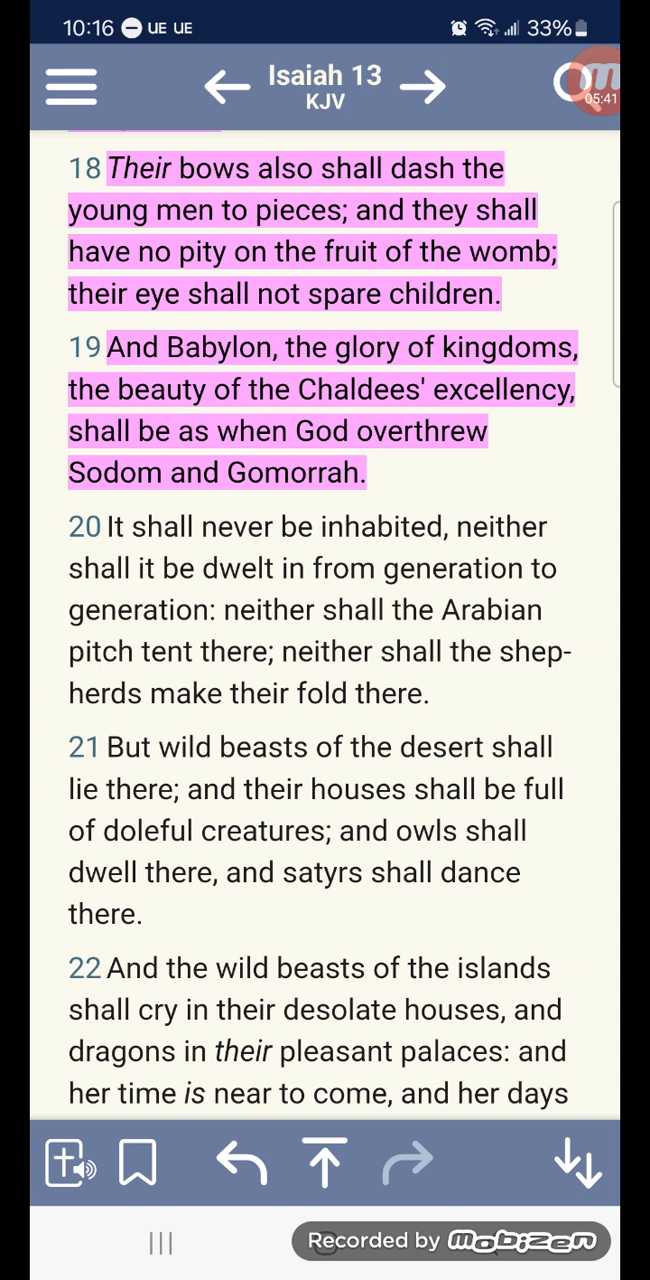 10:16 UE UE 33%
Isaiah 13
KJV
05:41
18 Their bows also shall dash the
young men to pieces; and they shall
have no pity on the fruit of the womb;
their eye shall not spare children.
19 And Babylon, the glory of kingdoms,
the beauty of the Chaldees' excellency,
shall be as when God overthrew
Sodom and Gomorrah.
20 It shall never be inhabited, neither
shall it be dwelt in from generation to
generation: neither shall the Arabian
pitch tent there; neither shall the shep-
herds make their fold there.
21 But wild beasts of the desert shall
lie there; and their houses shall be full
of doleful creatures; and owls shall
dwell there, and satyrs shall dance
there.
22 And the wild beasts of the islands
shall cry in their desolate houses, and
dragons in their pleasant palaces: and
her time is near to come, and her days
Recorded by mobizen